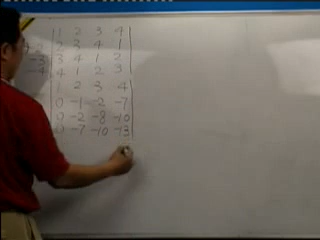 1 2 3 4
2 3 4 1
3 4 1 2
4 1 2 3
1 2 3 4
0 -1 -2 -7
0 -2 -8 -10
0 -7 -10 -13